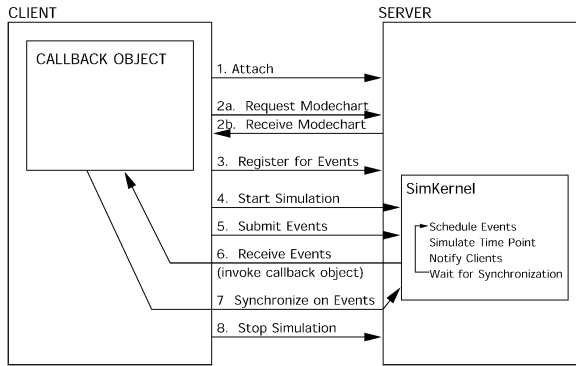 CLIENT
SERVER
CALLBACK OBJECT
1. Attach
2a. Request Modechart
2b. Receive Modechart
3. Register for Events
4. Start Simulation
5. Submit Events
6. Receive Events
(invoke callback object)
7 Synchronize on Events
8. Stop Simulation
SimKernel
Schedule Events
Simulate Time Point
Notify Clients
Wait for Synchronization